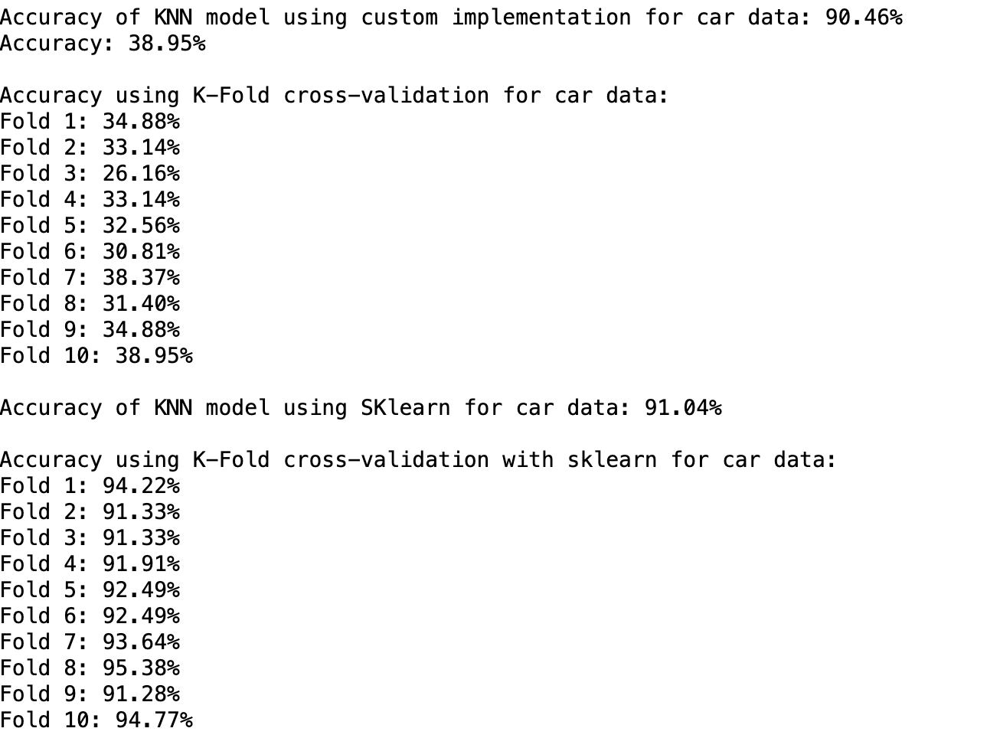 Accuracy of KNN model using custom implementation for car data: 90.46%
Accuracy: 38.95%
Accuracy using K-Fold cross-validation for car data:
Fold 1: 34.88%
Fold 2: 33.14%
Fold 3: 26.16%
Fold 4: 33.14%
Fold 5: 32.56%
Fold 6: 30.81%
Fold 7: 38.37%
Fold 8: 31.40%
Fold 9: 34.88%
Fold 10: 38.95%
Accuracy of KNN model using SKlearn for car data: 91.04%
Accuracy using K-Fold cross-validation with sklearn for car data:
Fold 1: 94.22%
Fold 2: 91.33%
Fold 3: 91.33%
Fold 4: 91.91%
Fold 5: 92.49%
Fold 6: 92.49%
Fold 7: 93.64%
Fold 8: 95.38%
Fold 9: 91.28%
Fold 10: 94.77%